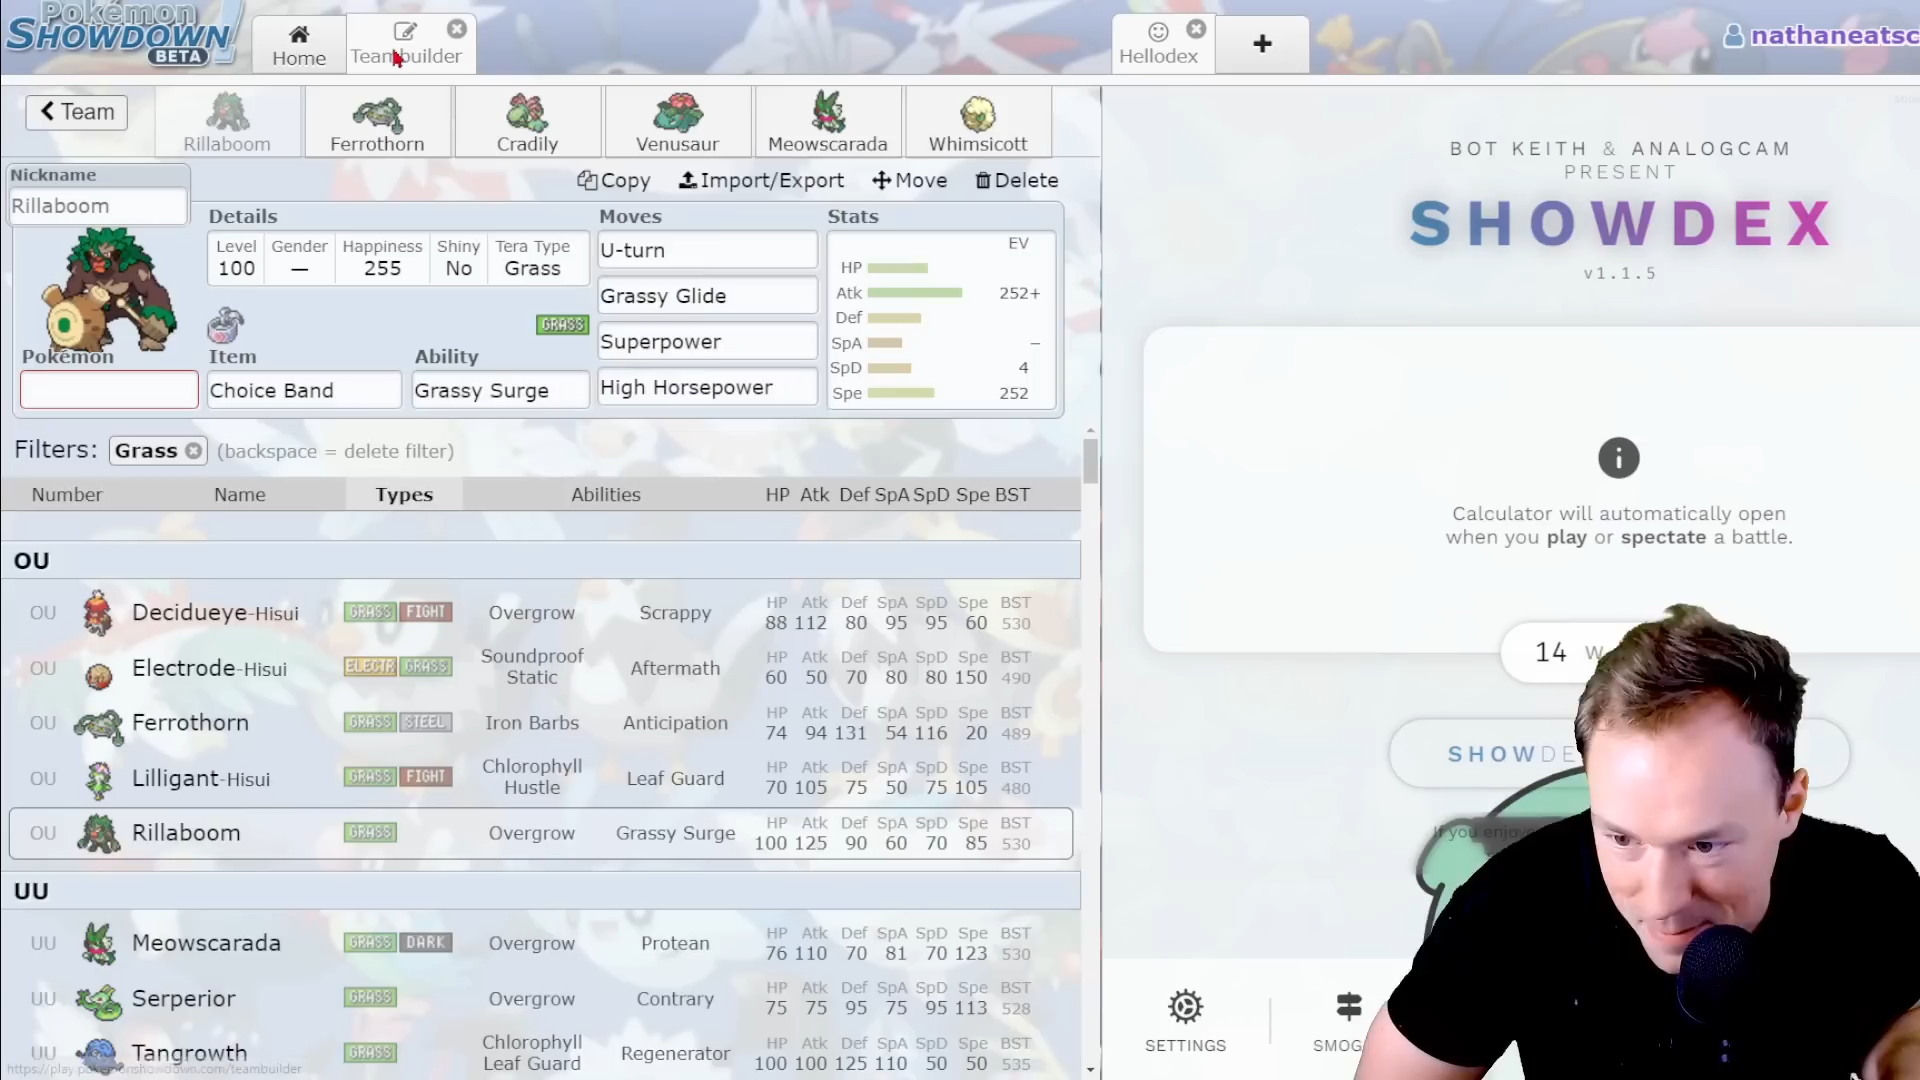 Pokémon
SHOWDOWN
BETA
Home
Teambuilder
Hellodex
+
nathaneatsc
Team
Rillaboom
Ferrothorn
Cradily
Venusaur
Meowscarada
Whimsicott
Copy
Import/Export
Move
Delete
Nickname
Rillaboom
Details
Level
100
Gender
—
Happiness
255
Shiny
No
Tera Type
Grass
GRASS
Pokémon
Item
Choice Band
Ability
Grassy Surge
Moves
U-turn
Grassy Glide
Superpower
High Horsepower
Stats
EV
HP
Atk 252+
Def
SpA –
SpD 4
Spe 252
Filters: Grass (backspace = delete filter)
Number Name Types Abilities HP Atk Def SpA SpD Spe BST
OU
OU Decidueye-Hisui GRASS FIGHT Overgrow Scrappy
HP Atk Def SpA SpD Spe BST
88 112 80 95 95 60 530
OU Electrode-Hisui ELECTR GRASS Soundproof Static Aftermath
HP Atk Def SpA SpD Spe BST
60 50 70 80 80 150 490
OU Ferrothorn GRASS STEEL Iron Barbs Anticipation
HP Atk Def SpA SpD Spe BST
74 94 131 54 116 20 489
OU Lilligant-Hisui GRASS FIGHT Chlorophyll Hustle Leaf Guard
HP Atk Def SpA SpD Spe BST
70 105 75 50 75 105 480
OU Rillaboom GRASS Overgrow Grassy Surge
HP Atk Def SpA SpD Spe BST
100 125 90 60 70 85 530
UU
UU Meowscarada GRASS DARK Overgrow Protean
HP Atk Def SpA SpD Spe BST
76 110 70 81 70 123 530
UU Serperior GRASS Overgrow Contrary
HP Atk Def SpA SpD Spe BST
75 75 95 75 95 113 528
UU Tangrowth GRASS Chlorophyll Leaf Guard Regenerator
HP Atk Def SpA SpD Spe BST
100 100 125 110 50 50 535
https://play.pokemonshowdown.com/teambuilder
BOT KEITH & ANALOGCAM
PRESENT
SHOWDEX
v1.1.5
Calculator will automatically open
when you play or spectate a battle.
14 W
SHOWDE
If you enjoy
SETTINGS
SMOG